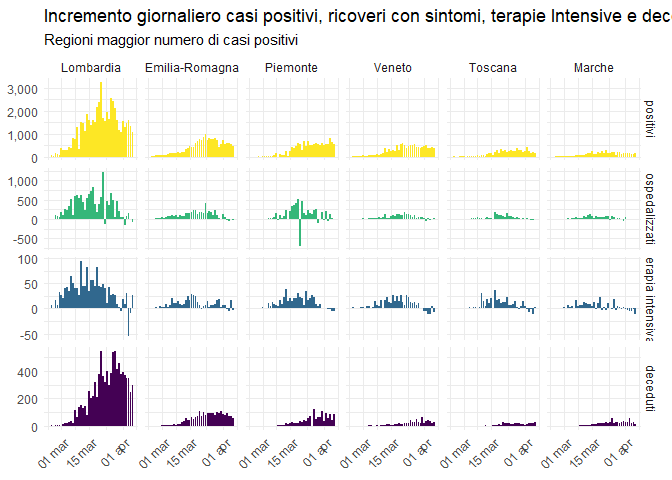 Incremento giornaliero casi positivi, ricoveri con sintomi, terapie Intensive e dec
Regioni maggior numero di casi positivi
Lombardia Emilia-Romagna Piemonte Veneto Toscana Marche
3,000
2,000
1,000
0
positivi
1,000
500
0
-500
ospedalizzati
100
50
0
-50
erapia intensiva
400
200
0
deceduti
01 mar 15 mar 01 apr 01 mar 15 mar 01 apr 01 mar 15 mar 01 apr 01 mar 15 mar 01 apr 01 mar 15 mar 01 apr 01 mar 15 mar 01 apr